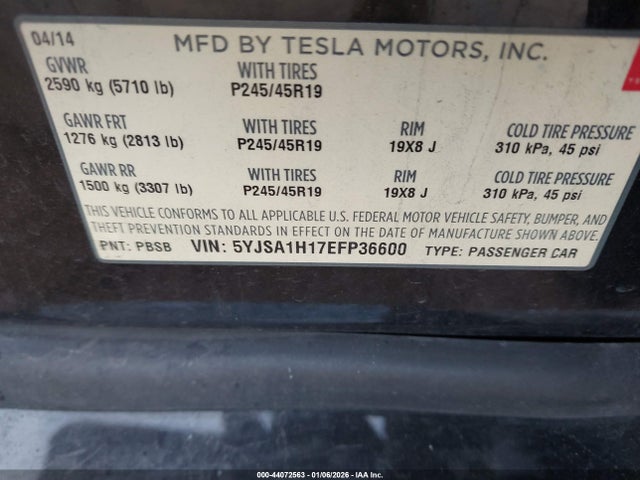 04/14 MFD BY TESLA MOTORS, INC.
GVWR WITH TIRES
2590 kg (5710 lb) P245/45R19
GAWR FRT WITH TIRES RIM COLD TIRE PRESSURE
1276 kg (2813 lb) P245/45R19 19X8 J 310 kPa, 45 psi
GAWR RR WITH TIRES RIM COLD TIRE PRESSURE
1500 kg (3307 lb) P245/45R19 19X8 J 310 kPa, 45 psi
THIS VEHICLE CONFORMS TO ALL APPLICABLE U.S. FEDERAL MOTOR VEHICLE SAFETY, BUMPER, AND
THEFT PREVENTION STANDARDS IN EFFECT ON THE DATE OF MANUFACTURE SHOWN ABOVE.
PNT: PBSB VIN: 5YJSA1H17EFP36600 TYPE: PASSENGER CAR
000-44072563 - 01/06/2026 - IAA Inc.